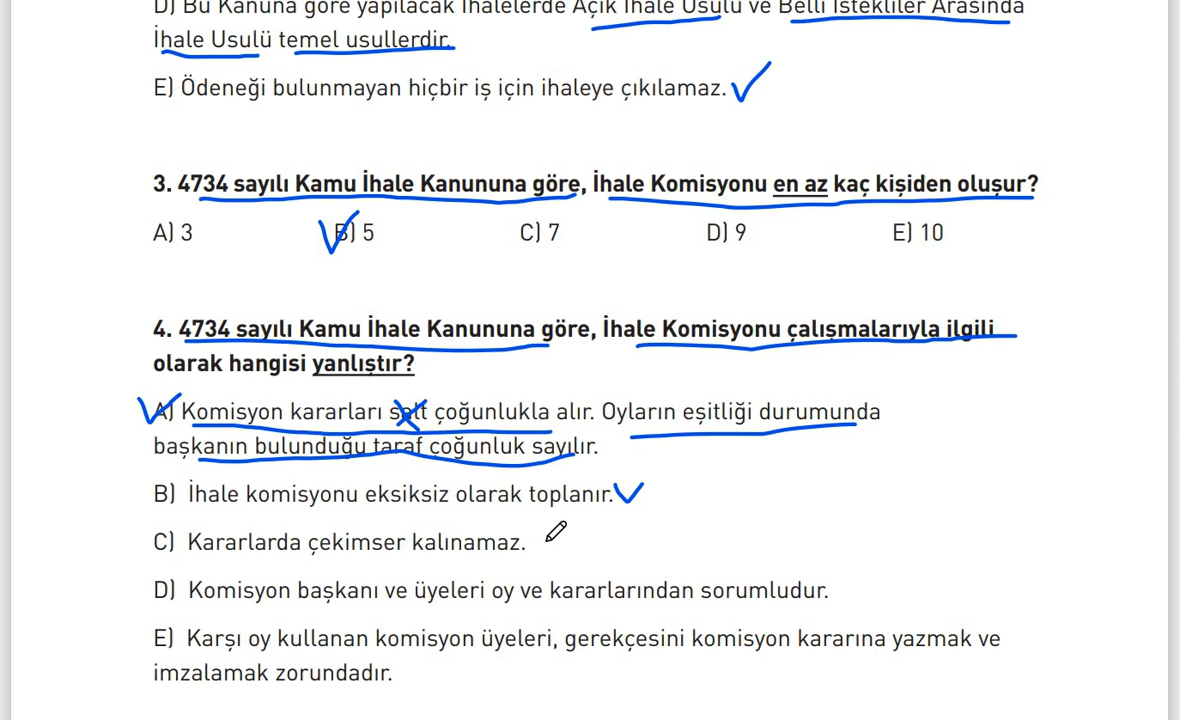 D) Bu Kanuna göre yapılacak İhalelerde Açık İhale Usulü ve Belli İstekliler Arasında
İhale Usulü temel usullerdir.
E) Ödeneği bulunmayan hiçbir iş için ihaleye çıkılamaz.
3. 4734 sayılı Kamu İhale Kanununa göre, İhale Komisyonu en az kaç kişiden oluşur?
A) 3 B) 5 C) 7 D) 9 E) 10
4. 4734 sayılı Kamu İhale Kanununa göre, İhale Komisyonu çalışmalarıyla ilgili
olarak hangisi yanlıştır?
A) Komisyon kararları salt çoğunlukla alır. Oyların eşitliği durumunda
başkanın bulunduğu taraf çoğunluk sayılır.
B) İhale komisyonu eksiksiz olarak toplanır.
C) Kararlarda çekimser kalınamaz.
D) Komisyon başkanı ve üyeleri oy ve kararlarından sorumludur.
E) Karşı oy kullanan komisyon üyeleri, gerekçesini komisyon kararına yazmak ve
imzalamak zorundadır.